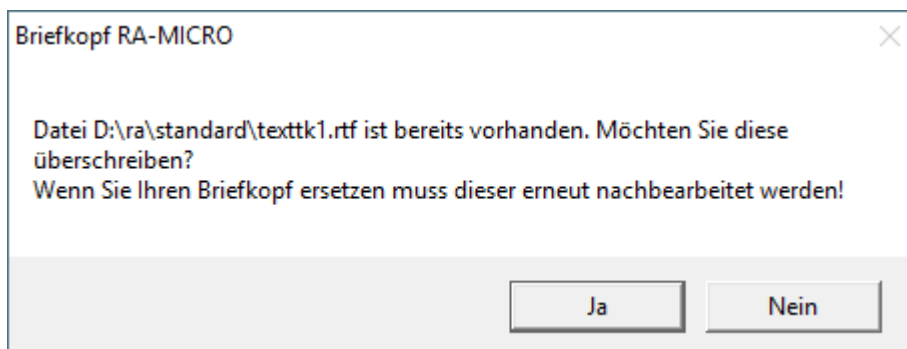 Briefkopf RA-MICRO
Datei D:\ra\standard\texttk1.rtf ist bereits vorhanden. Möchten Sie diese
überschreiben?
Wenn Sie Ihren Briefkopf ersetzen muss dieser erneut nachbearbeitet werden!
Ja
Nein